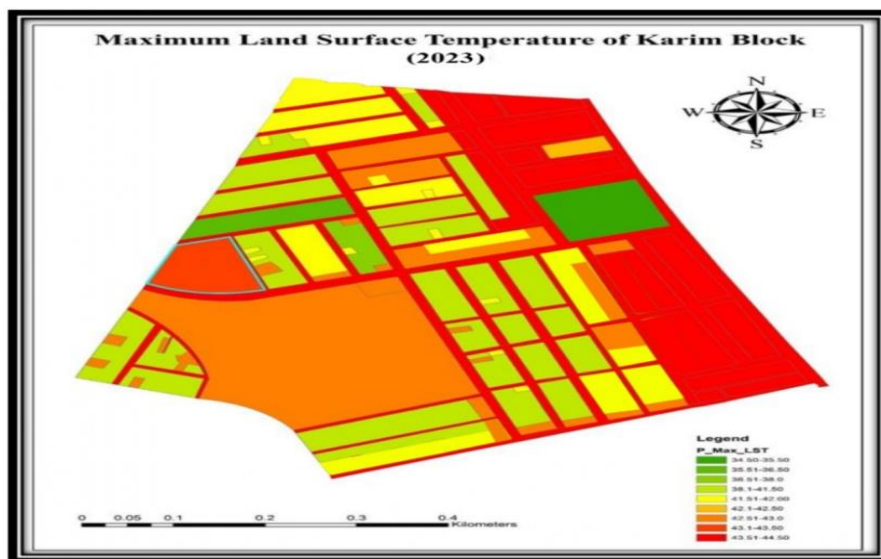 Maximum Land Surface Temperature of Karim Block
(2023)
N
W E
S
Legend
P_Max_LST
34.50-35.50
35.51-36.50
36.51-38.0
38.1-41.50
41.51-42.00
42.1-42.50
42.51-43.0
43.1-43.50
43.51-44.50
0 0.05 0.1 0.2 0.3 0.4
Kilometers